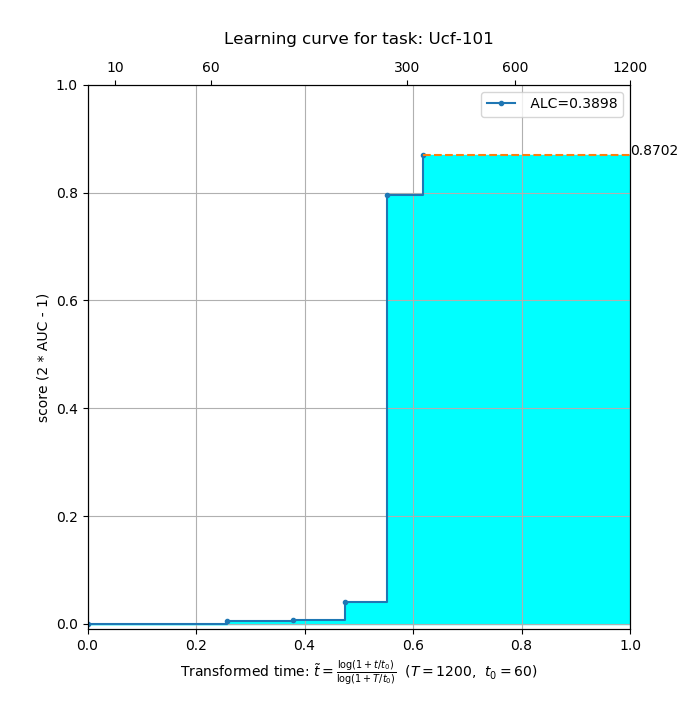 Learning curve for task: Ucf-101
10 60 300 600 1200
1.0
ALC=0.3898
0.8702
0.8
0.6
score (2 * AUC - 1)
0.4
0.2
0.0
0.0 0.2 0.4 0.6 0.8 1.0
Transformed time: t̃ = log(1 + t/t₀) / log(1 + T/t₀) (T = 1200, t₀ = 60)